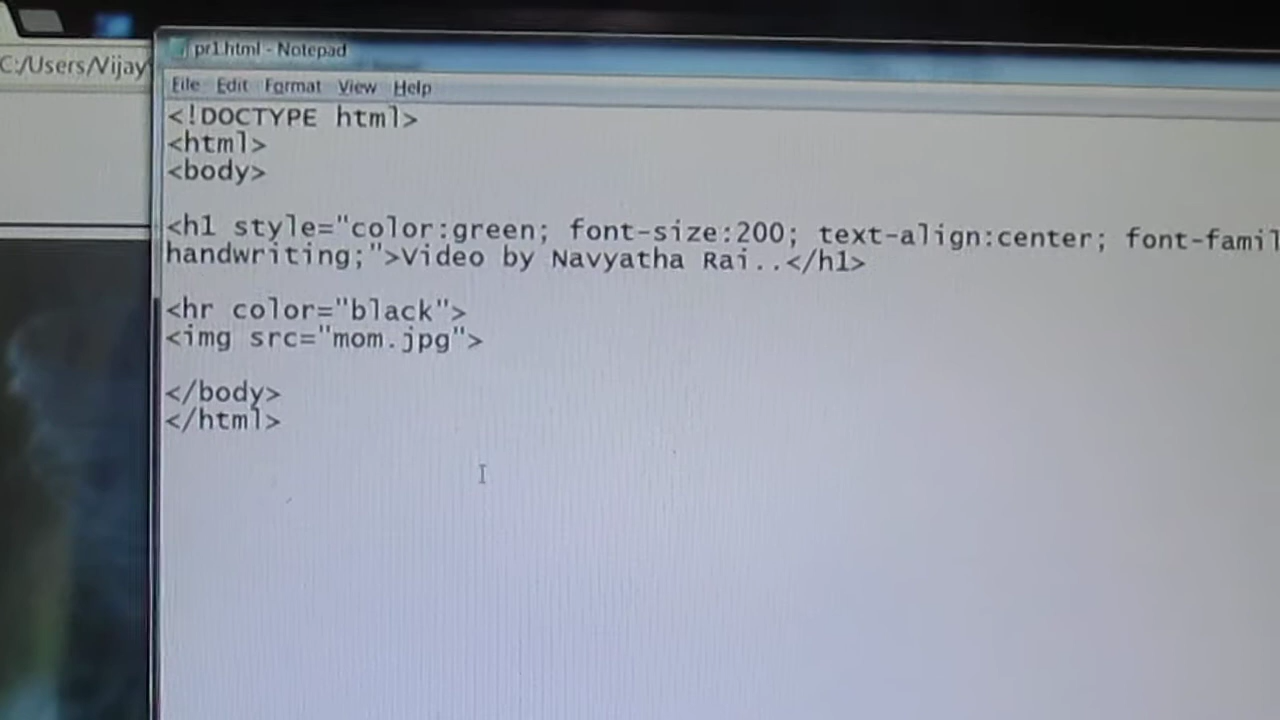 C:/Users/Vijay
pr1.html - Notepad
File Edit Format View Help
<!DOCTYPE html>
<html>
<body>
<h1 style="color:green; font-size:200; text-align:center; font-famil
handwriting;">Video by Navyatha Rai..</h1>
<hr color="black">
<img src="mom.jpg">
</body>
</html>